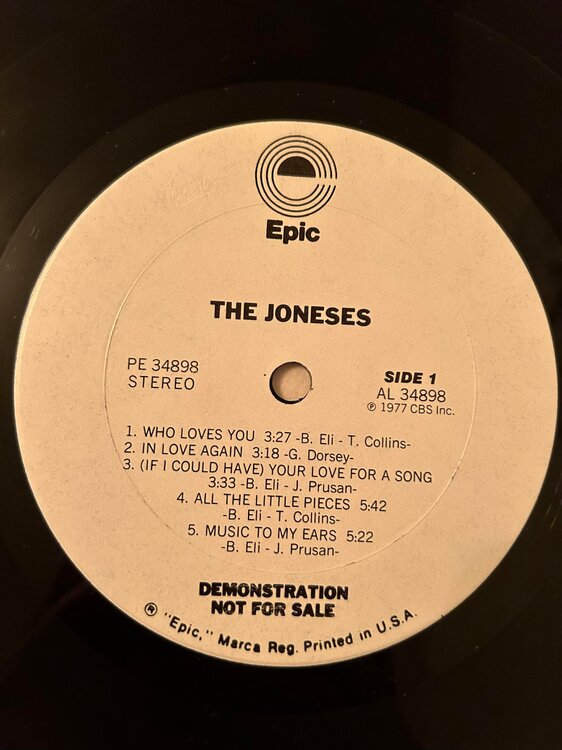 Epic
THE JONESES
PE 34898
STEREO
SIDE 1
AL 34898
℗ 1977 CBS Inc.
1. WHO LOVES YOU 3:27 -B. Eli - T. Collins-
2. IN LOVE AGAIN 3:18 -G. Dorsey-
3. (IF I COULD HAVE) YOUR LOVE FOR A SONG
3:33 -B. Eli - J. Prusan-
4. ALL THE LITTLE PIECES 5:42
-B. Eli - T. Collins-
5. MUSIC TO MY EARS 5:22
-B. Eli - J. Prusan-
DEMONSTRATION
NOT FOR SALE
® "Epic," Marca Reg. Printed in U.S.A.